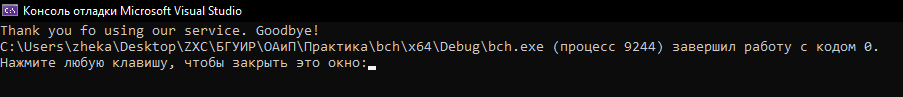 Консоль отладки Microsoft Visual Studio
Thank you fo using our service. Goodbye!
C:\Users\zheka\Desktop\ZXC\БГУИР\ОАиП\Практика\bch\x64\Debug\bch.exe (процесс 9244) завершил работу с кодом 0.
Нажмите любую клавишу, чтобы закрыть это окно: